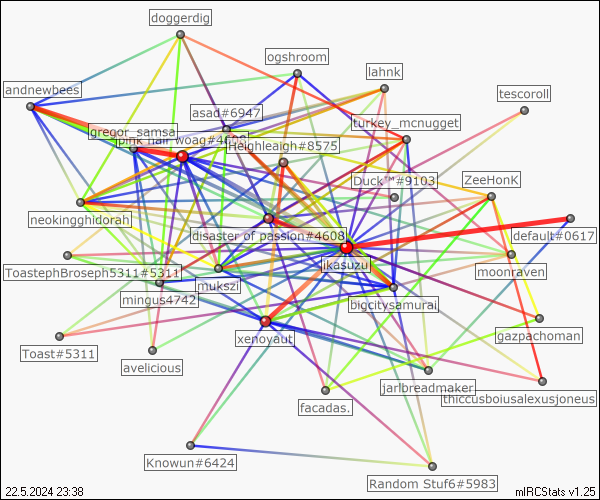 doggerdig
ogshroom
lahnk
andnewbees
tescoroll
asad#6947
turkey_mcnugget
gregor_samsa
pink hair woag#4608
Heighleaigh#8575
Duck™#9103
ZeeHonK
neokingghidorah
disaster of passion#4608
default#0617
ikasuzu
ToastephBroseph5311#5311
mukszi
moonraven
mingus4742
bigcitysamurai
xenoyaut
gazpachoman
Toast#5311
avelicious
jarlbreadmaker
thiccusboiusalexusjoneus
facadas.
Knowun#6424
Random Stuf6#5983
22.5.2024 23:38
mIRCStats v1.25